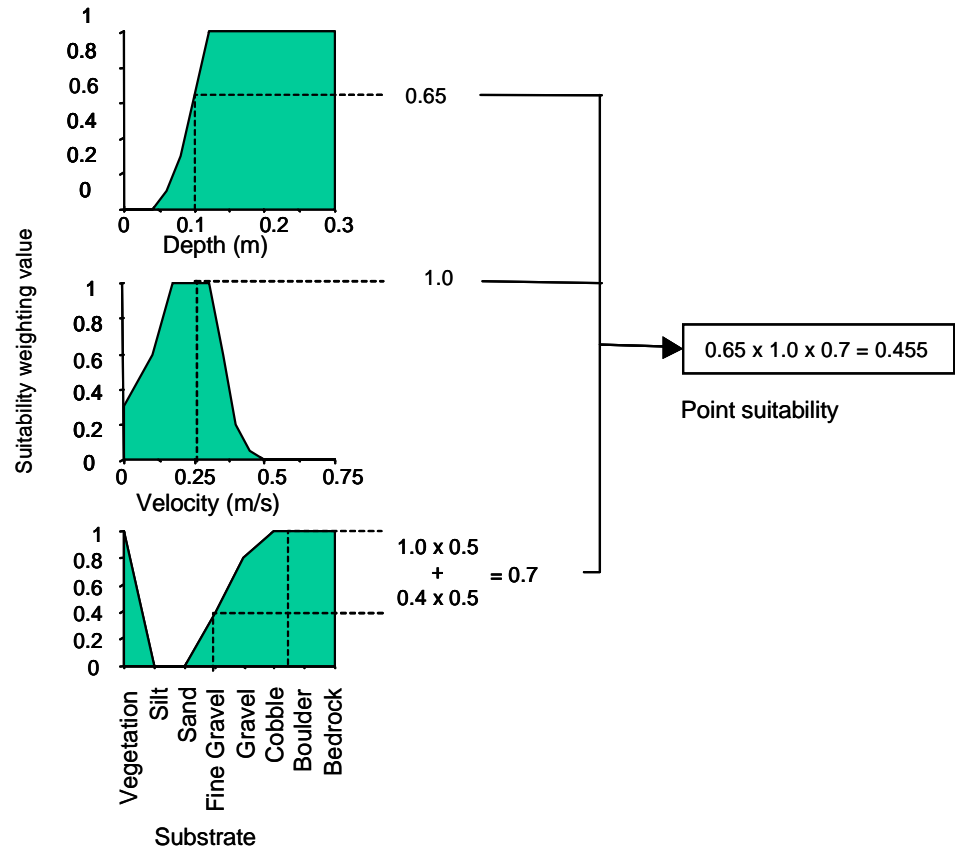 Suitability weighting value
1
0.8
0.6
0.4
0.2
0
0 0.1 0.2 0.3
Depth (m)
0.65
1
0.8
0.6
0.4
0.2
0
0 0.25 0.5 0.75
Velocity (m/s)
1.0
1
0.8
0.6
0.4
0.2
0
Vegetation
Silt
Sand
Fine Gravel
Gravel
Cobble
Boulder
Bedrock
Substrate
1.0 x 0.5
+
0.4 x 0.5
= 0.7
0.65 x 1.0 x 0.7 = 0.455
Point suitability